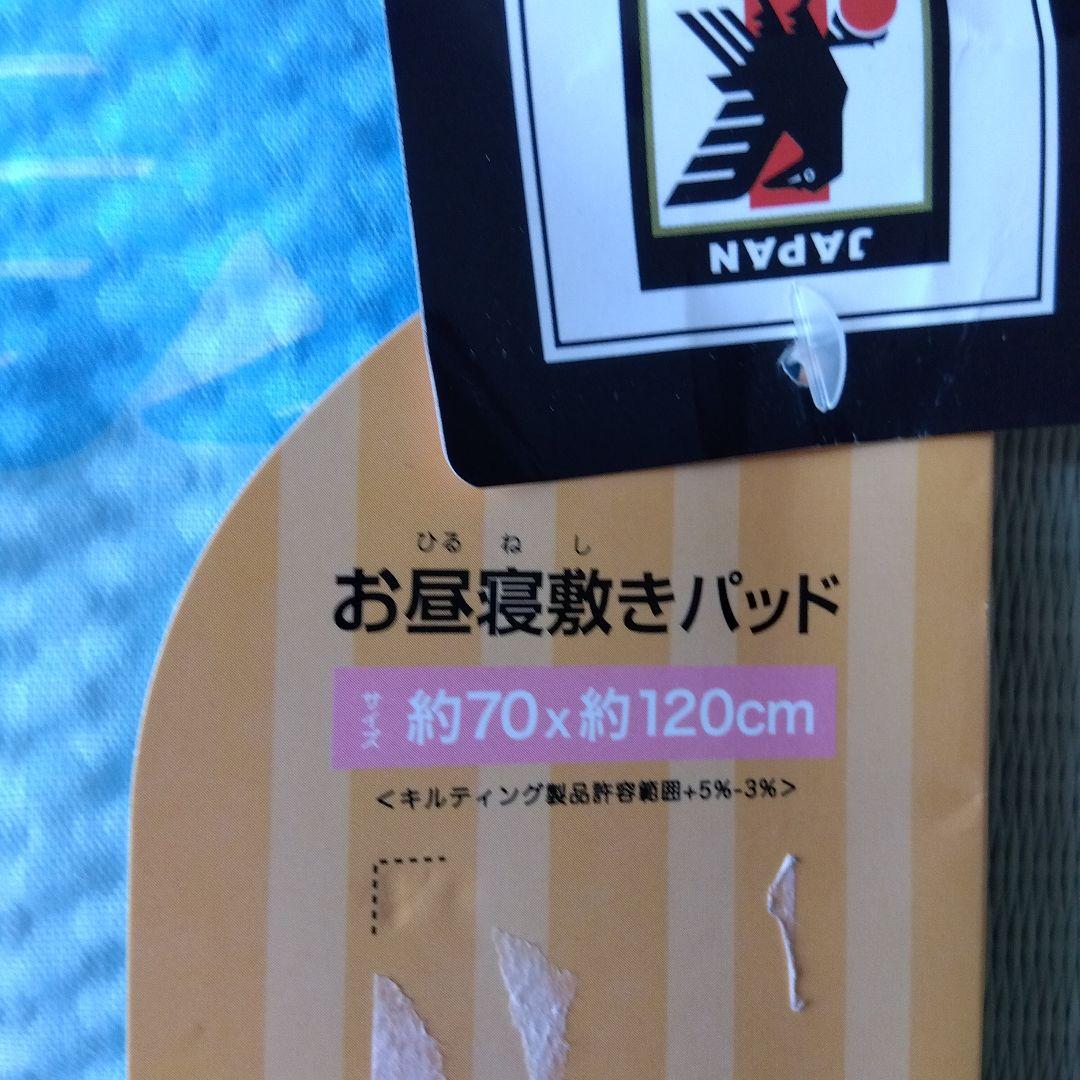 JAPAN
ひる ね し
お昼寝敷きパッド
サイズ 約70x約120cm
<キルティング製品許容範囲+5%-3%>